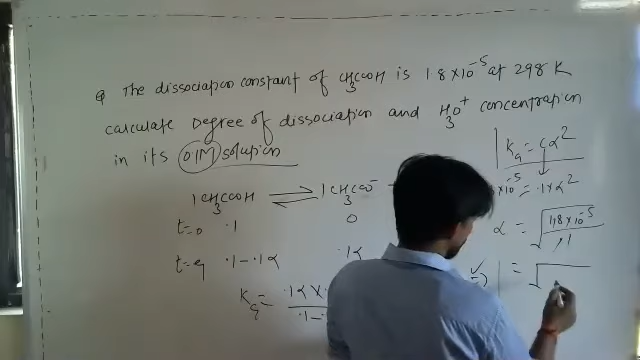 Q The dissociation constant of CH3COOH is 1.8×10⁻⁵ at 298 K
calculate Degree of dissociation and H3O⁺ concentration
in its 0.1M solution
Ka = Cα²
×10⁻⁵ = .1×α²
1CH3COOH ⇌ 1CH3COO⁻
t=0 .1 0
α = √1.8×10⁻⁵/.1
t=eq .1-.1α .1α
= √
Ka = .1α×
.1-